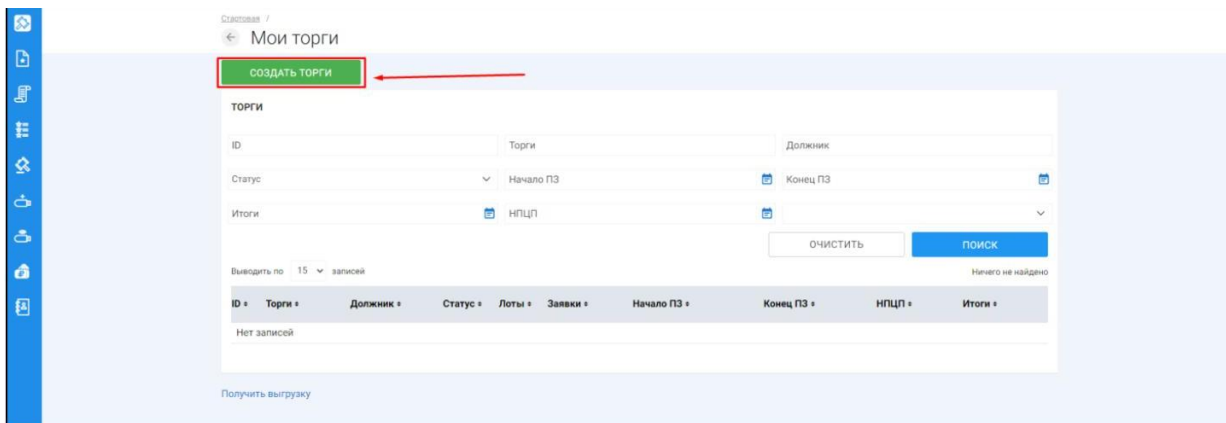 Стартовая /
← Мои торги
СОЗДАТЬ ТОРГИ
ТОРГИ
ID Торги Должник
Статус Начало ПЗ Конец ПЗ
Итоги НПЦП
ОЧИСТИТЬ ПОИСК
Выводить по 15 записей Ничего не найдено
ID Торги Должник Статус Лоты Заявки Начало ПЗ Конец ПЗ НПЦП Итоги
Нет записей
Получить выгрузку